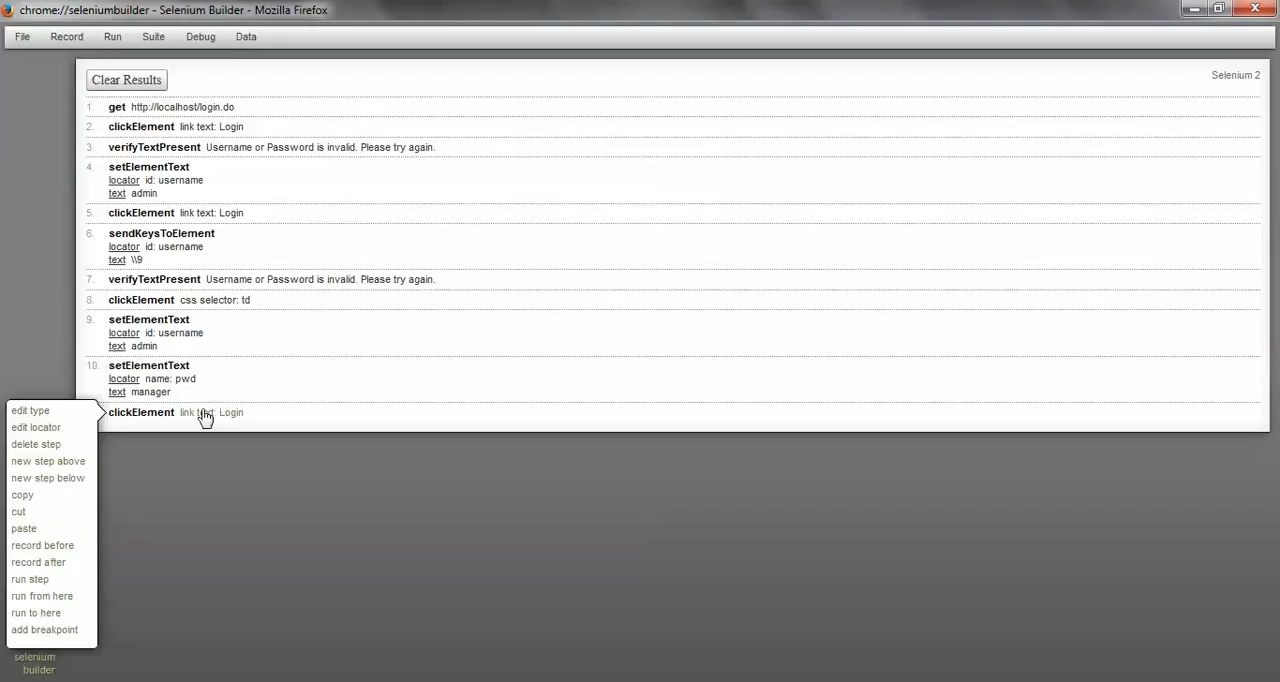 chrome://seleniumbuilder - Selenium Builder - Mozilla Firefox
File Record Run Suite Debug Data
Clear Results
Selenium 2
1. get http://localhost/login.do
2. clickElement link text: Login
3. verifyTextPresent Username or Password is invalid. Please try again.
4. setElementText
locator id: username
text admin
5. clickElement link text: Login
6. sendKeysToElement
locator id: username
text \\9
7. verifyTextPresent Username or Password is invalid. Please try again.
8. clickElement css selector: td
9. setElementText
locator id: username
text admin
10. setElementText
locator name: pwd
text manager
clickElement link text: Login
edit type
edit locator
delete step
new step above
new step below
copy
cut
paste
record before
record after
run step
run from here
run to here
add breakpoint
selenium
builder